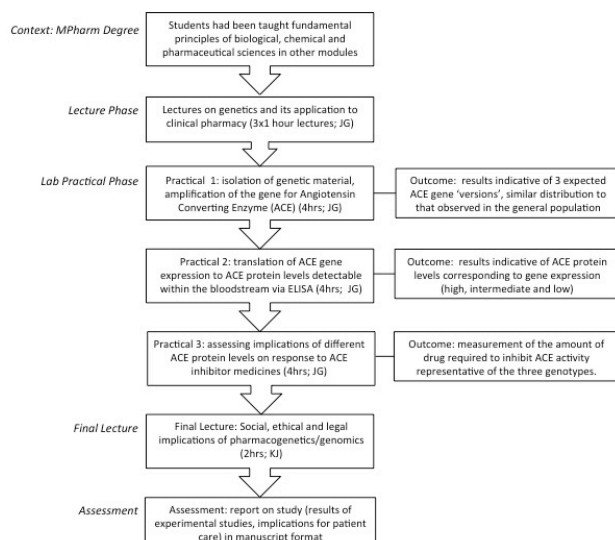 Context: MPharm Degree
Students had been taught fundamental
principles of biological, chemical and
pharmaceutical sciences in other modules
Lecture Phase
Lectures on genetics and its application to
clinical pharmacy (3x1 hour lectures; JG)
Lab Practical Phase
Practical 1: isolation of genetic material,
amplification of the gene for Angiotensin
Converting Enzyme (ACE) (4hrs; JG)
Outcome: results indicative of 3 expected
ACE gene ‘versions’, similar distribution to
that observed in the general population
Practical 2: translation of ACE gene
expression to ACE protein levels detectable
within the bloodstream via ELISA (4hrs; JG)
Outcome: results indicative of ACE protein
levels corresponding to gene expression
(high, intermediate and low)
Practical 3: assessing implications of different
ACE protein levels on response to ACE
inhibitor medicines (4hrs; JG)
Outcome: measurement of the amount of
drug required to inhibit ACE activity
representative of the three genotypes.
Final Lecture
Final Lecture: Social, ethical and legal
implications of pharmacogenetics/genomics
(2hrs; KJ)
Assessment
Assessment: report on study (results of
experimental studies, implications for patient
care) in manuscript format